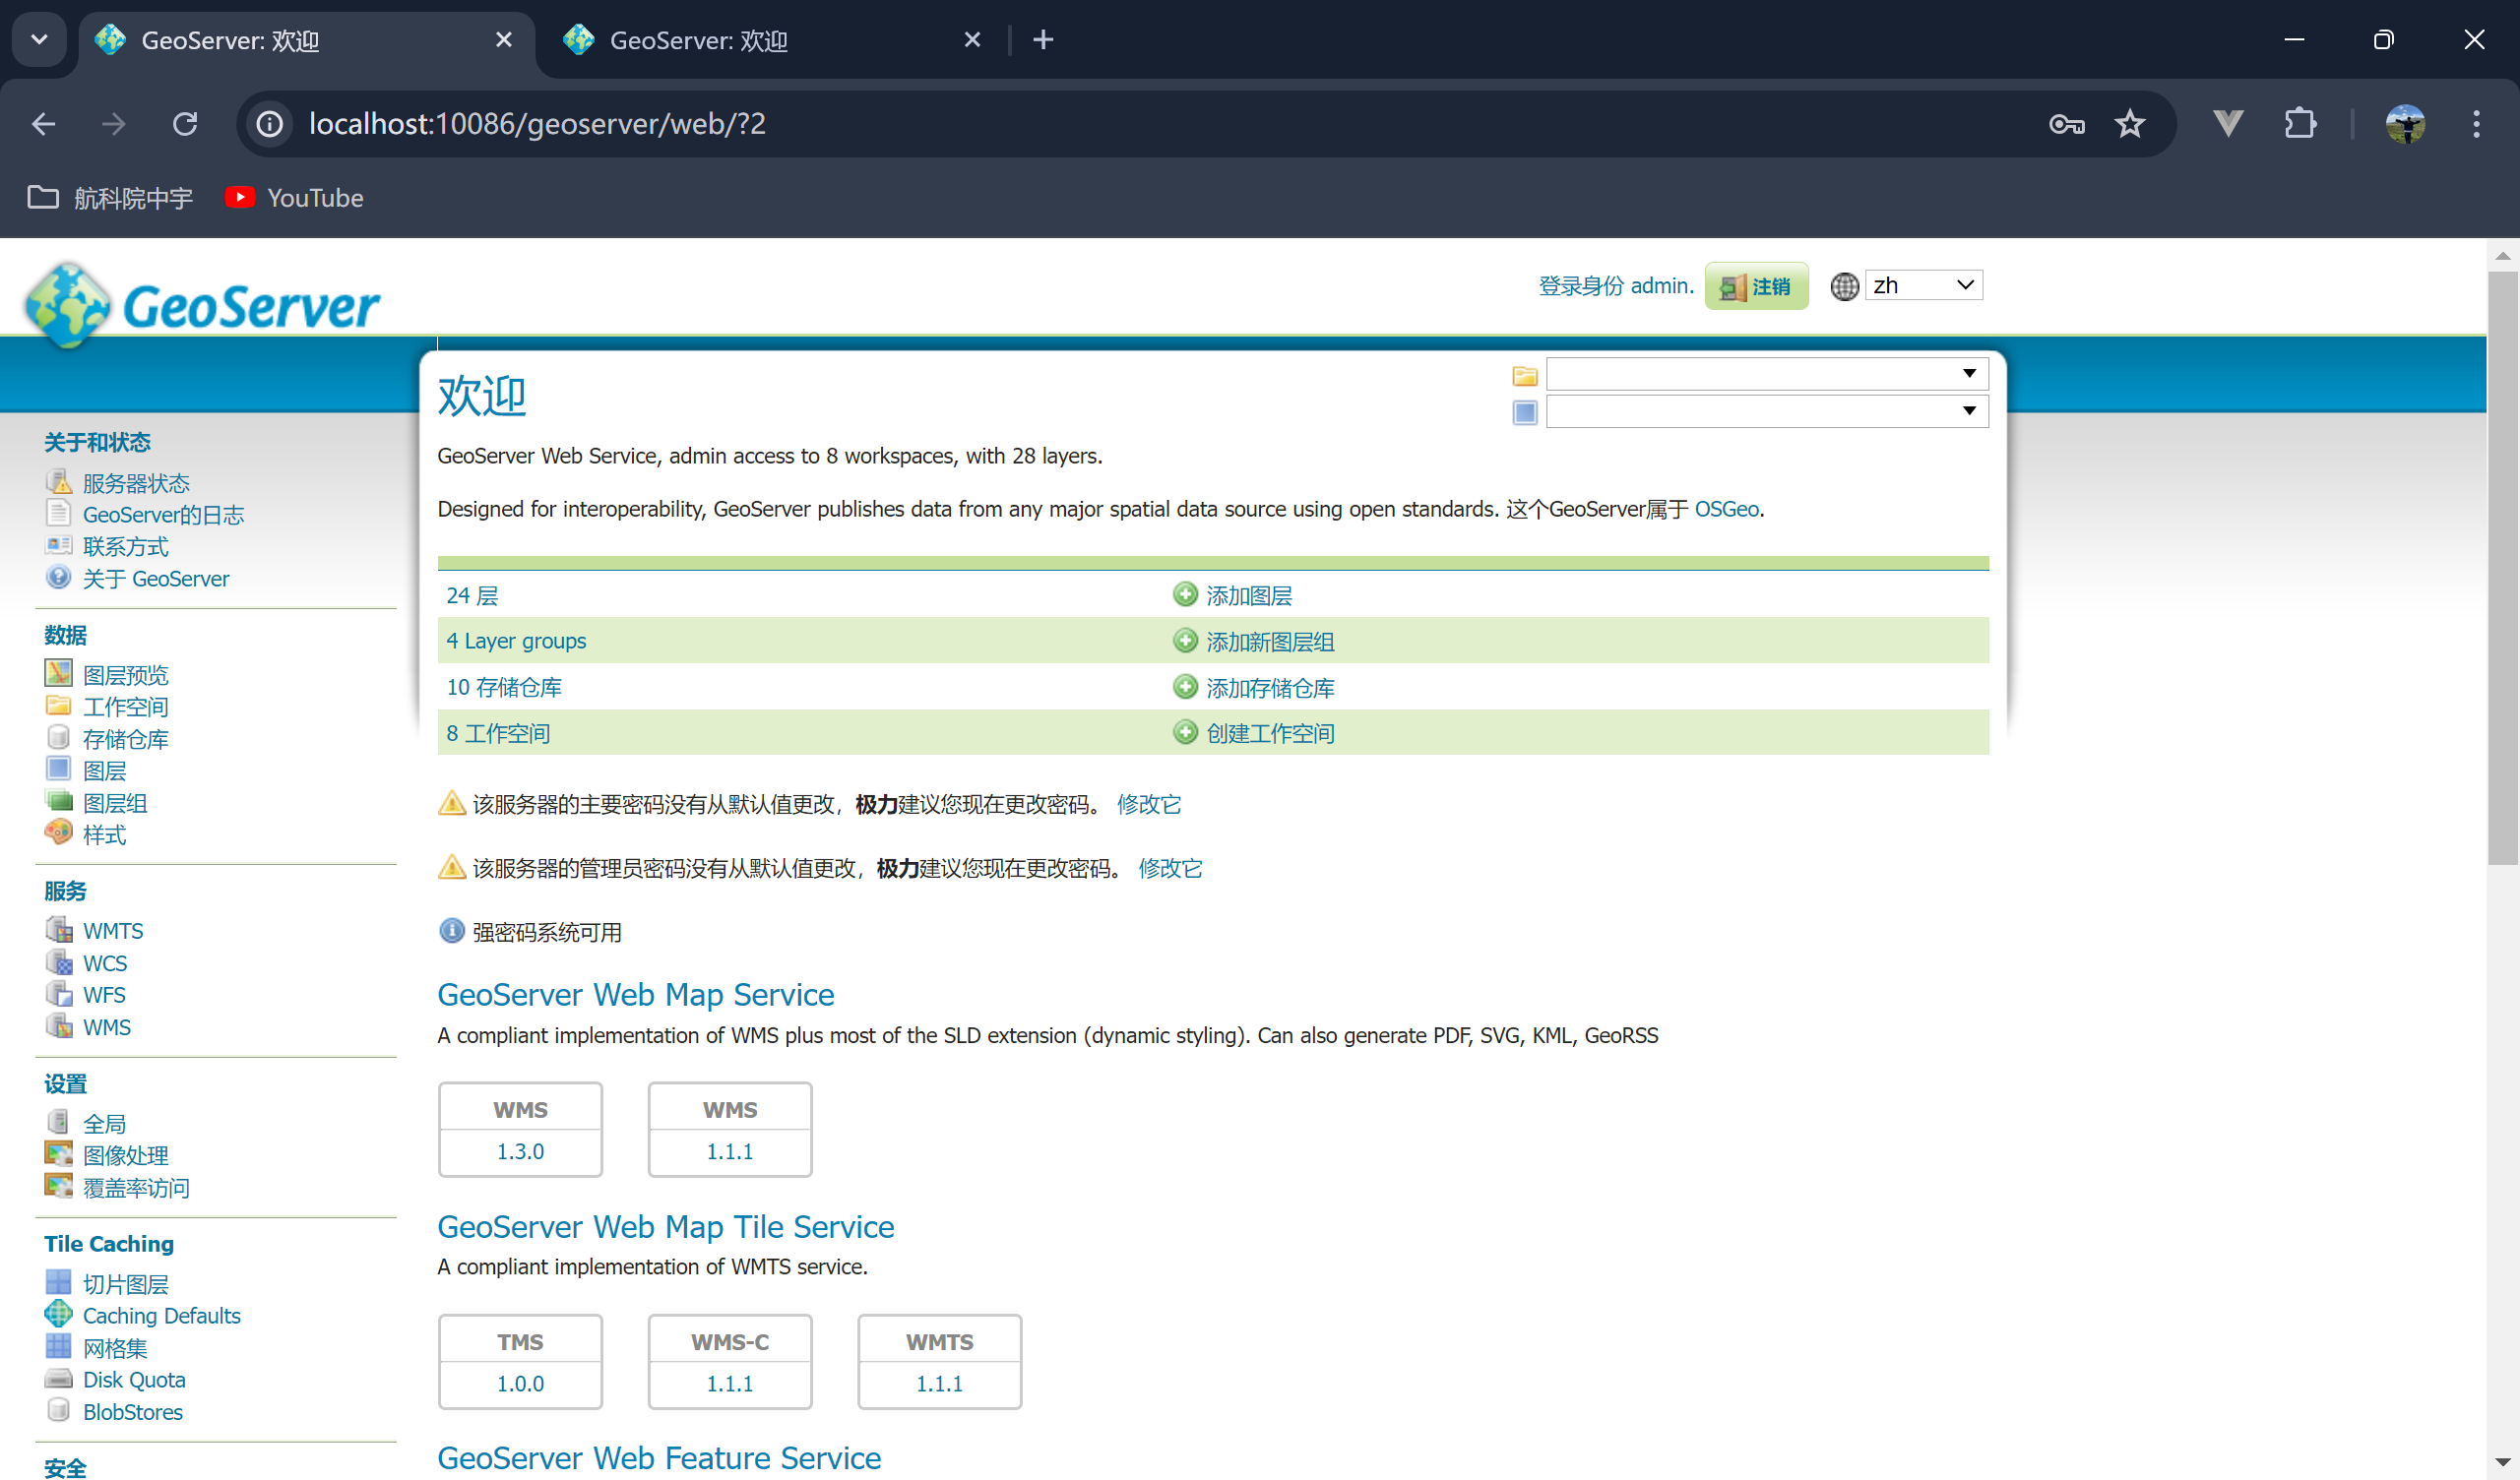 GeoServer: 欢迎
GeoServer: 欢迎
localhost:10086/geoserver/web/?2
航科院中宇
YouTube
GeoServer
登录身份 admin.
注销
zh
关于和状态
服务器状态
GeoServer的日志
联系方式
关于 GeoServer
数据
图层预览
工作空间
存储仓库
图层
图层组
样式
服务
WMTS
WCS
WFS
WMS
设置
全局
图像处理
覆盖率访问
Tile Caching
切片图层
Caching Defaults
网格集
Disk Quota
BlobStores
安全
欢迎
GeoServer Web Service, admin access to 8 workspaces, with 28 layers.
Designed for interoperability, GeoServer publishes data from any major spatial data source using open standards. 这个GeoServer属于 OSGeo.
24 层 添加图层
4 Layer groups 添加新图层组
10 存储仓库 添加存储仓库
8 工作空间 创建工作空间
该服务器的主要密码没有从默认值更改，极力建议您现在更改密码。 修改它
该服务器的管理员密码没有从默认值更改，极力建议您现在更改密码。 修改它
强密码系统可用
GeoServer Web Map Service
A compliant implementation of WMS plus most of the SLD extension (dynamic styling). Can also generate PDF, SVG, KML, GeoRSS
WMS WMS
1.3.0 1.1.1
GeoServer Web Map Tile Service
A compliant implementation of WMTS service.
TMS WMS-C WMTS
1.0.0 1.1.1 1.1.1
GeoServer Web Feature Service